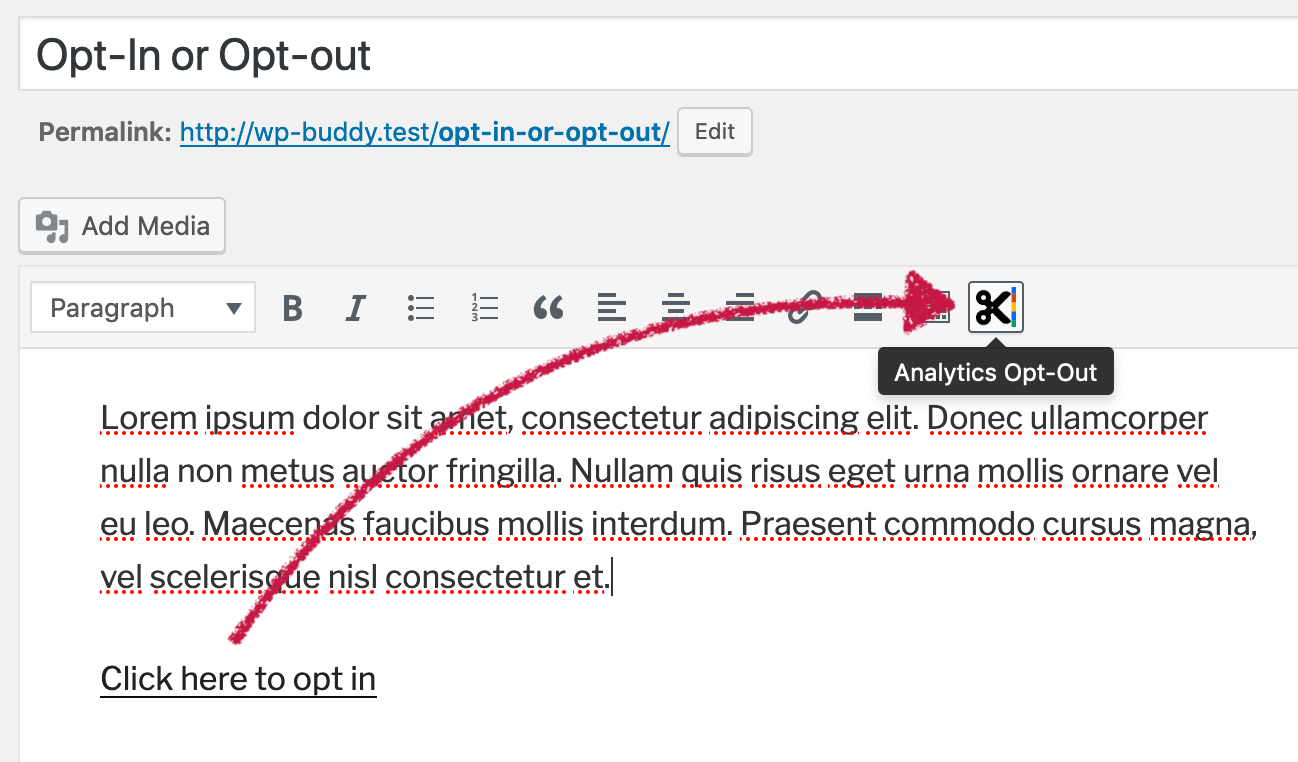 Opt-In or Opt-out
Permalink: http://wp-buddy.test/opt-in-or-opt-out/ Edit
Add Media
Paragraph B I 1 2 3
Analytics Opt-Out
Lorem ipsum dolor sit amet, consectetur adipiscing elit. Donec ullamcorper
nulla non metus auctor fringilla. Nullam quis risus eget urna mollis ornare vel
eu leo. Maecenas faucibus mollis interdum. Praesent commodo cursus magna,
vel scelerisque nisl consectetur et.
Click here to opt in